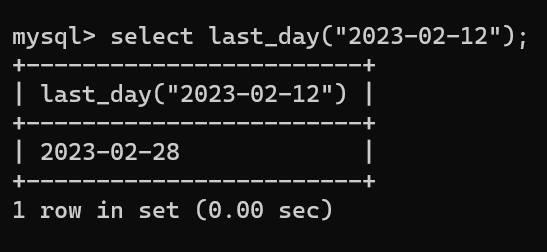 mysql> select last_day("2023-02-12");
+------------------------+
| last_day("2023-02-12") |
+------------------------+
| 2023-02-28             |
+------------------------+
1 row in set (0.00 sec)